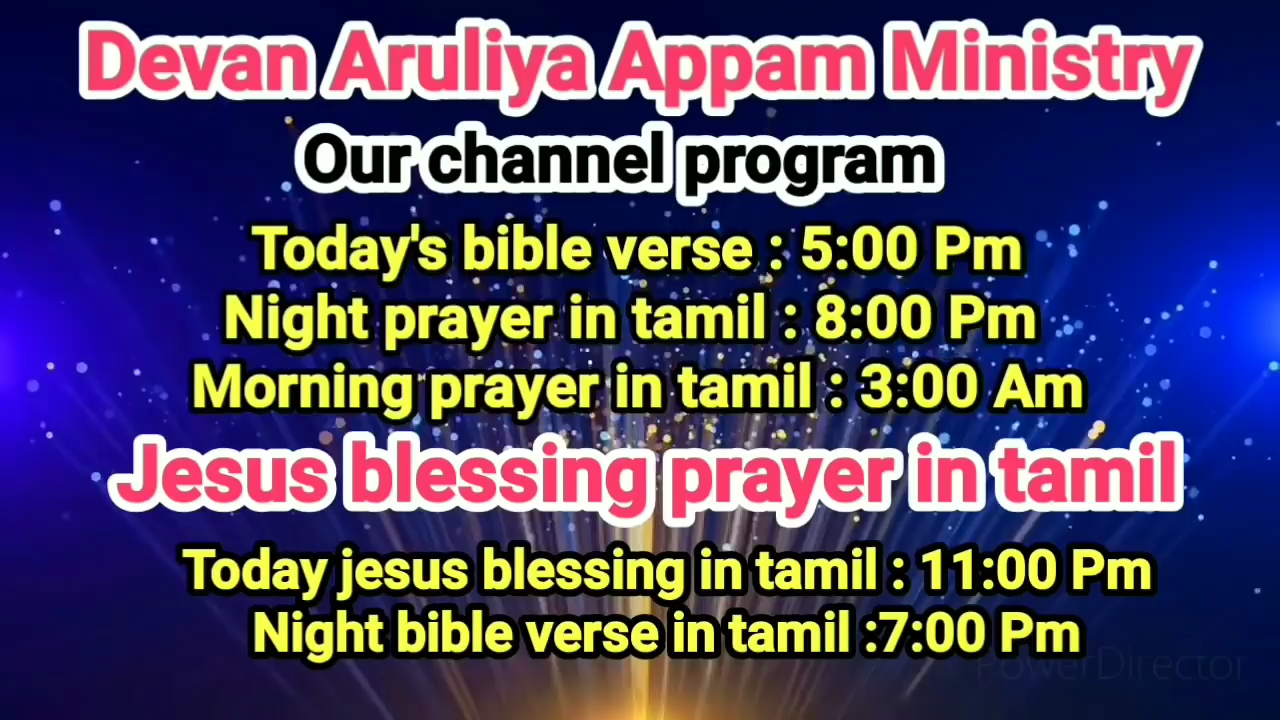 Devan Aruliya Appam Ministry
Our channel program
Today's bible verse : 5:00 Pm
Night prayer in tamil : 8:00 Pm
Morning prayer in tamil : 3:00 Am
Jesus blessing prayer in tamil
Today jesus blessing in tamil : 11:00 Pm
Night bible verse in tamil :7:00 Pm
PowerDirector